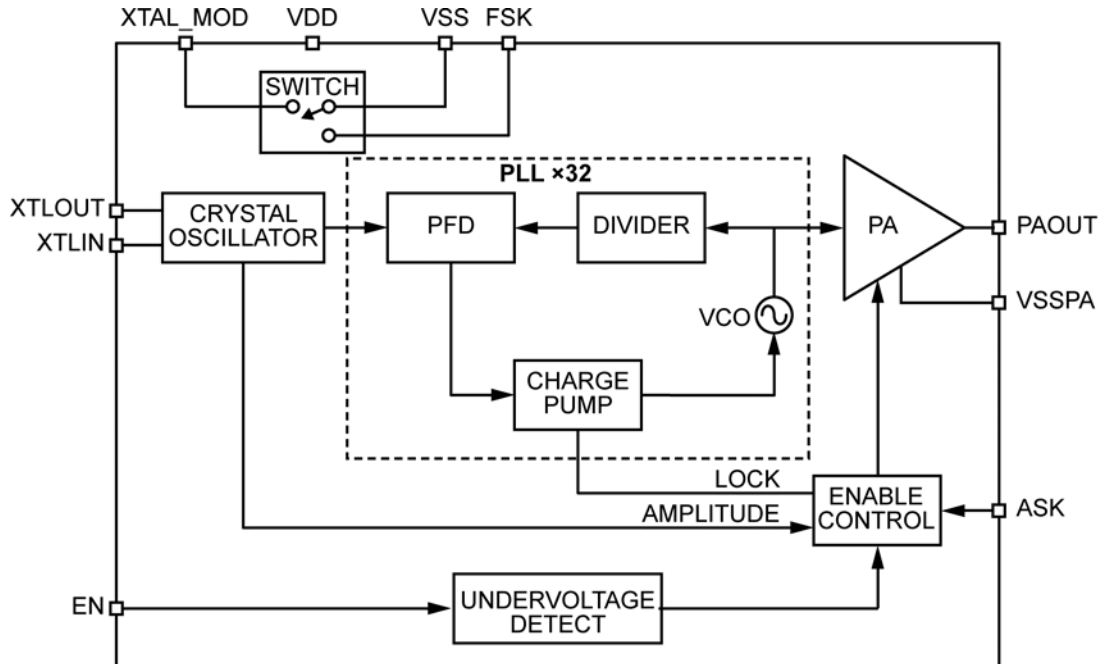 XTAL_MOD VDD VSS FSK
SWITCH
PLL ×32
XTLOUT
XTLIN
CRYSTAL
OSCILLATOR
PFD
DIVIDER
PA
PAOUT
VSSPA
VCO
CHARGE
PUMP
LOCK
AMPLITUDE
ENABLE
CONTROL
ASK
EN
UNDERVOLTAGE
DETECT